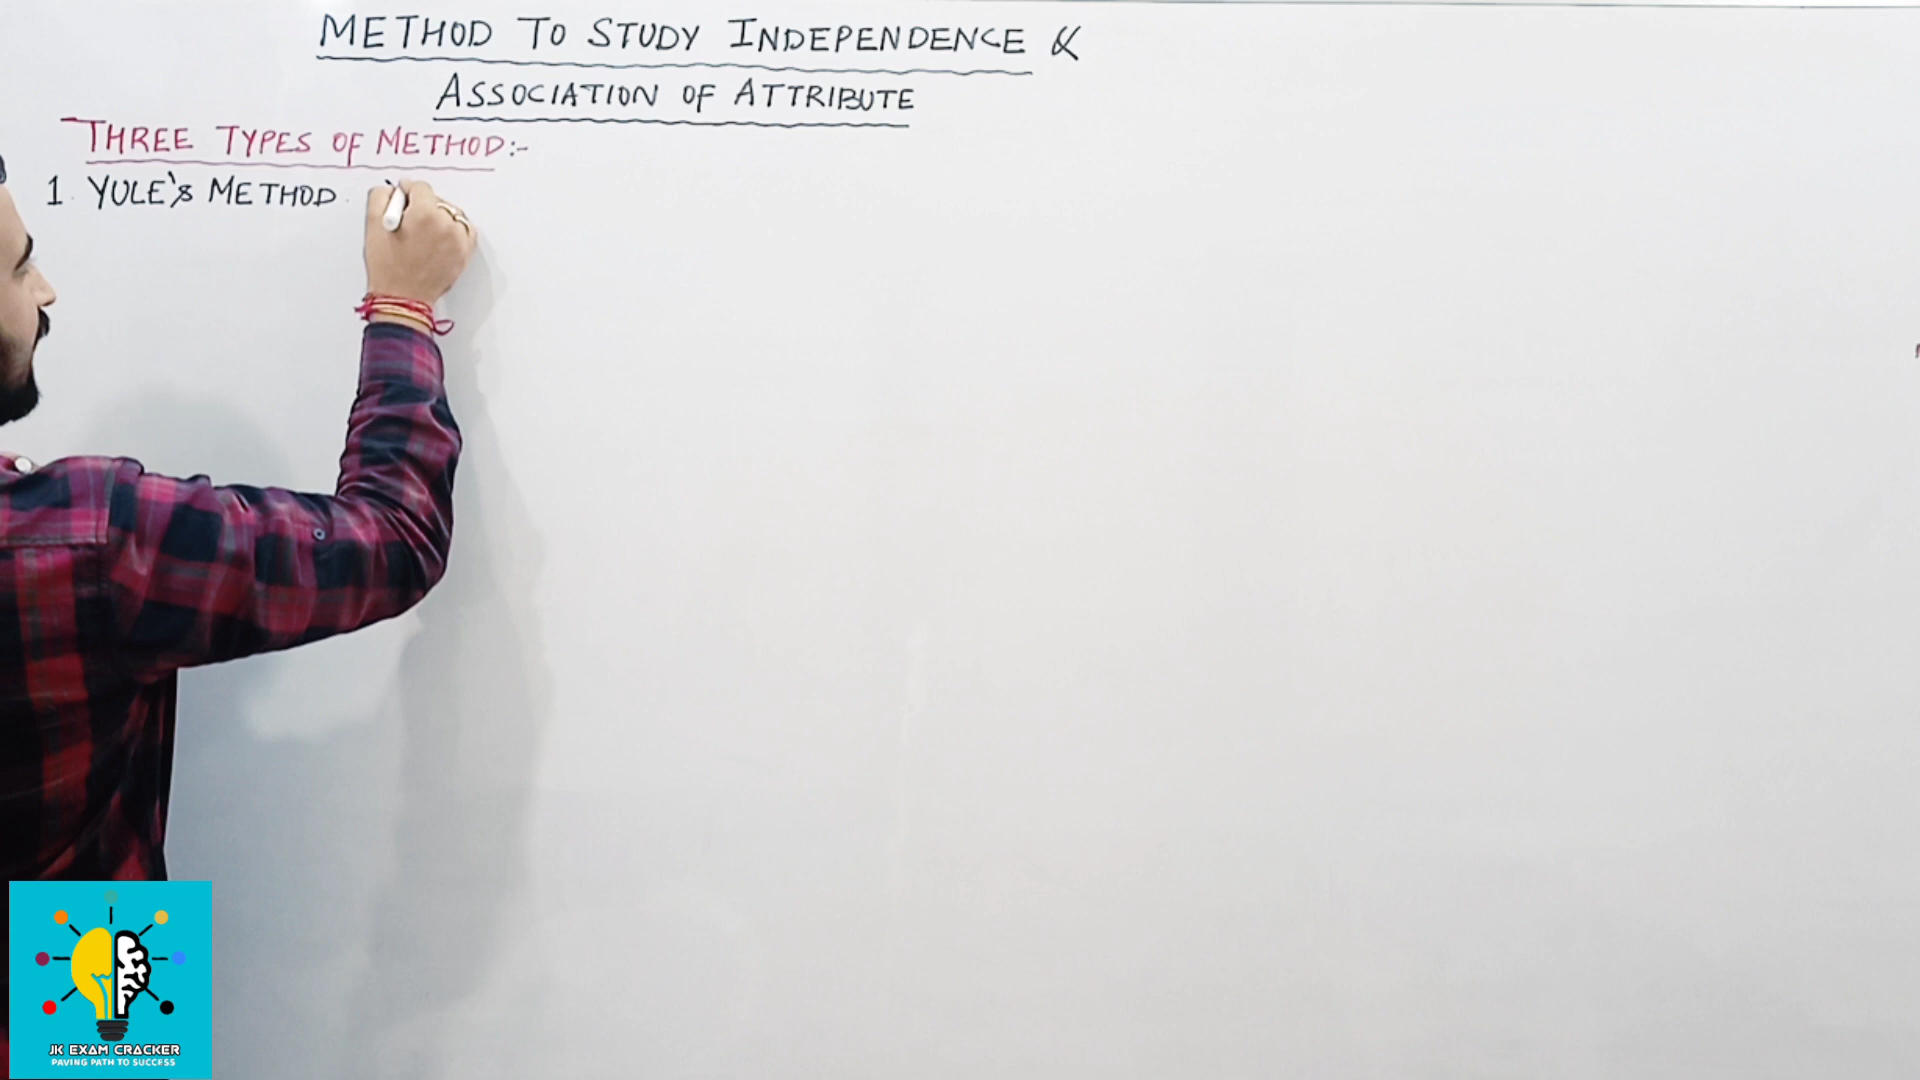 METHOD TO STUDY INDEPENDENCE &
ASSOCIATION OF ATTRIBUTE
THREE TYPES OF METHOD:-
1. YULE'S METHOD
JK EXAM CRACKER
PAVING PATH TO SUCCESS